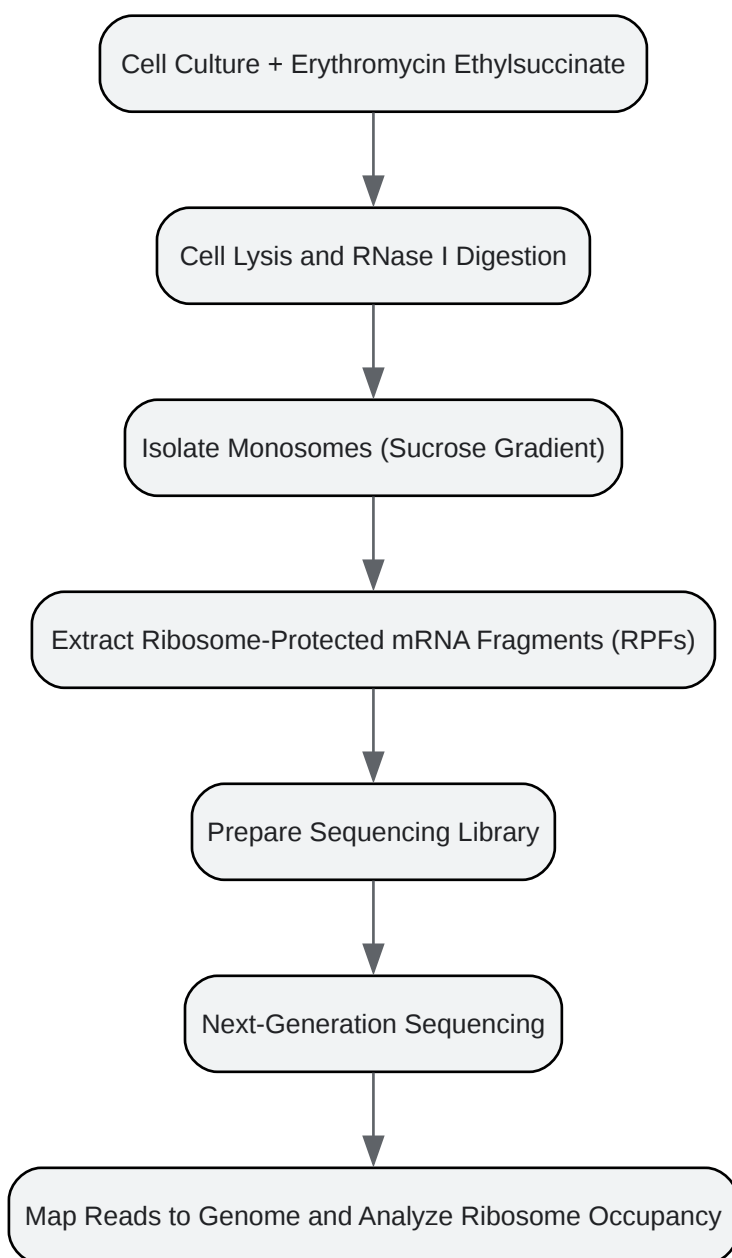 Cell Culture + Erythromycin Ethylsuccinate
Cell Lysis and RNase I Digestion
Isolate Monosomes (Sucrose Gradient)
Extract Ribosome-Protected mRNA Fragments (RPFs)
Prepare Sequencing Library
Next-Generation Sequencing
Map Reads to Genome and Analyze Ribosome Occupancy